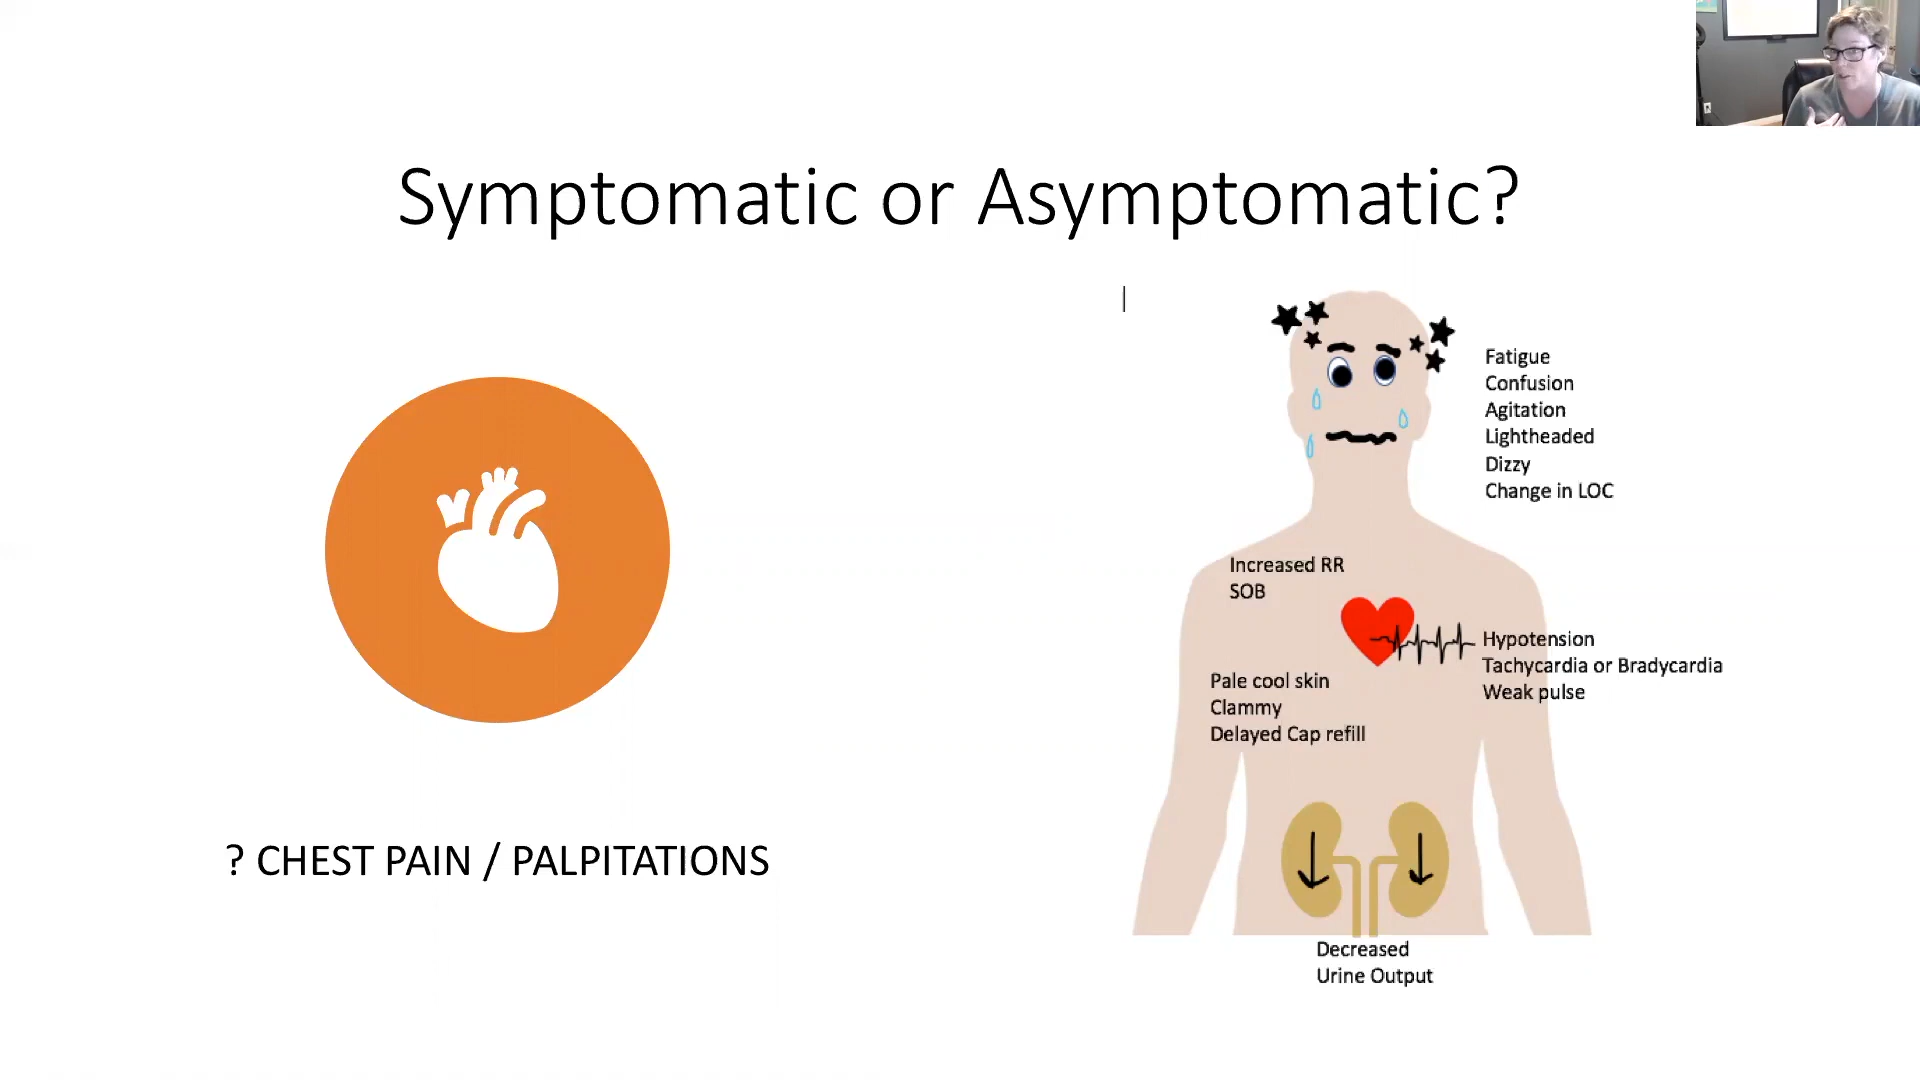 Symptomatic or Asymptomatic?
? CHEST PAIN / PALPITATIONS
Fatigue
Confusion
Agitation
Lightheaded
Dizzy
Change in LOC
Increased RR
SOB
Hypotension
Tachycardia or Bradycardia
Weak pulse
Pale cool skin
Clammy
Delayed Cap refill
Decreased
Urine Output